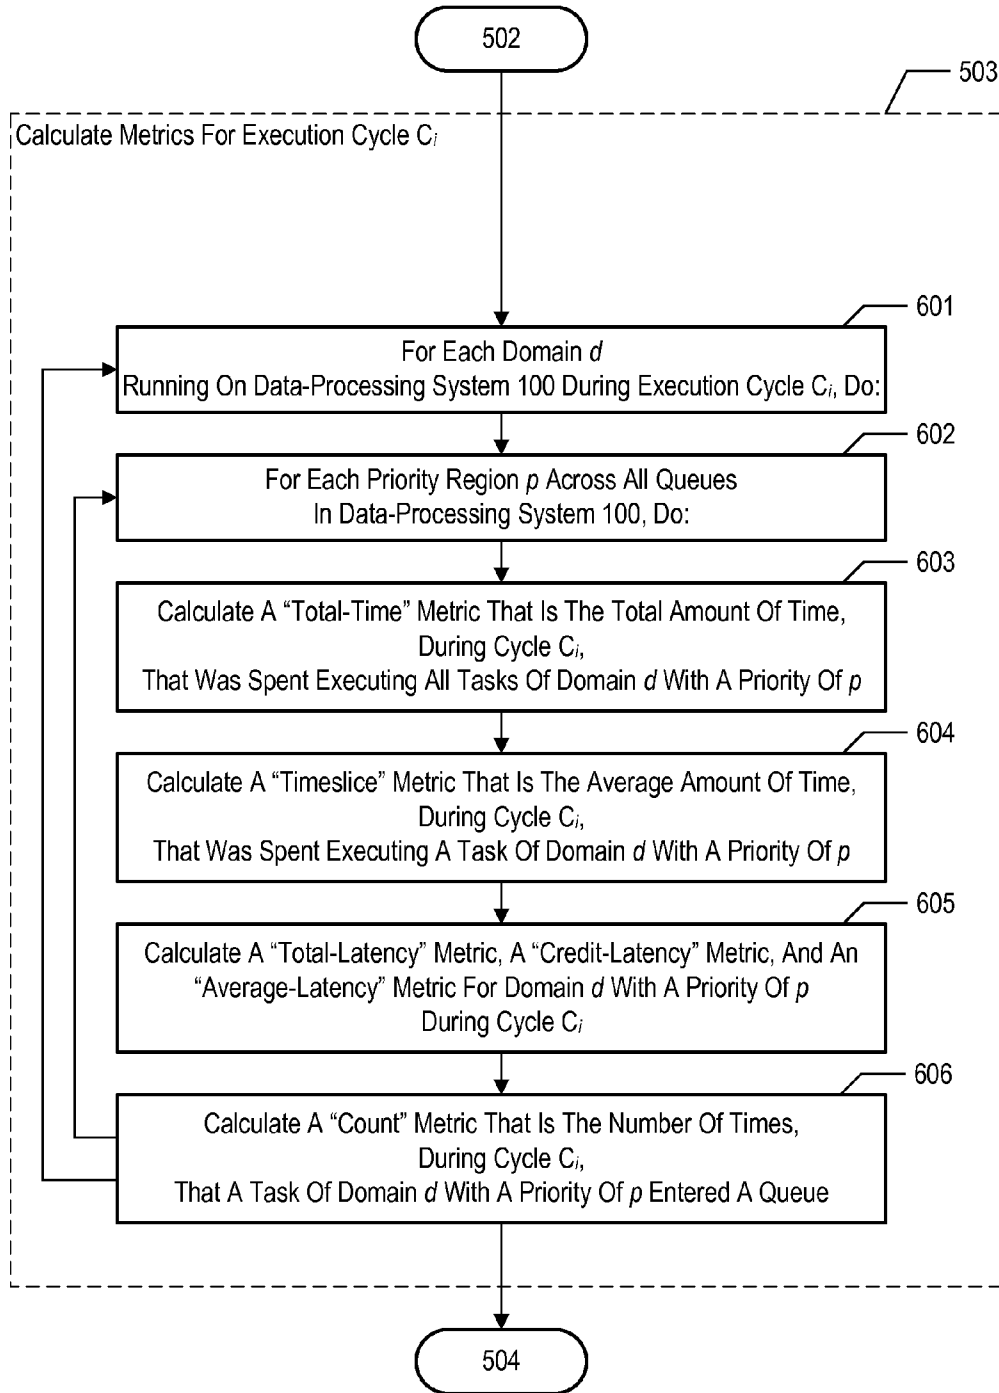 502
503
Calculate Metrics For Execution Cycle Ci
601
For Each Domain d
Running On Data-Processing System 100 During Execution Cycle Ci, Do:
602
For Each Priority Region p Across All Queues
In Data-Processing System 100, Do:
603
Calculate A “Total-Time” Metric That Is The Total Amount Of Time,
During Cycle Ci,
That Was Spent Executing All Tasks Of Domain d With A Priority Of p
604
Calculate A “Timeslice” Metric That Is The Average Amount Of Time,
During Cycle Ci,
That Was Spent Executing A Task Of Domain d With A Priority Of p
605
Calculate A “Total-Latency” Metric, A “Credit-Latency” Metric, And An
“Average-Latency” Metric For Domain d With A Priority Of p
During Cycle Ci
606
Calculate A “Count” Metric That Is The Number Of Times,
During Cycle Ci,
That A Task Of Domain d With A Priority Of p Entered A Queue
504